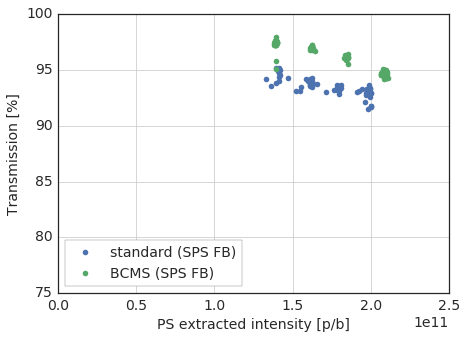 100
95
90
85
80
75
Transmission [%]
standard (SPS FB)
BCMS (SPS FB)
0.0 0.5 1.0 1.5 2.0 2.5
1e11
PS extracted intensity [p/b]